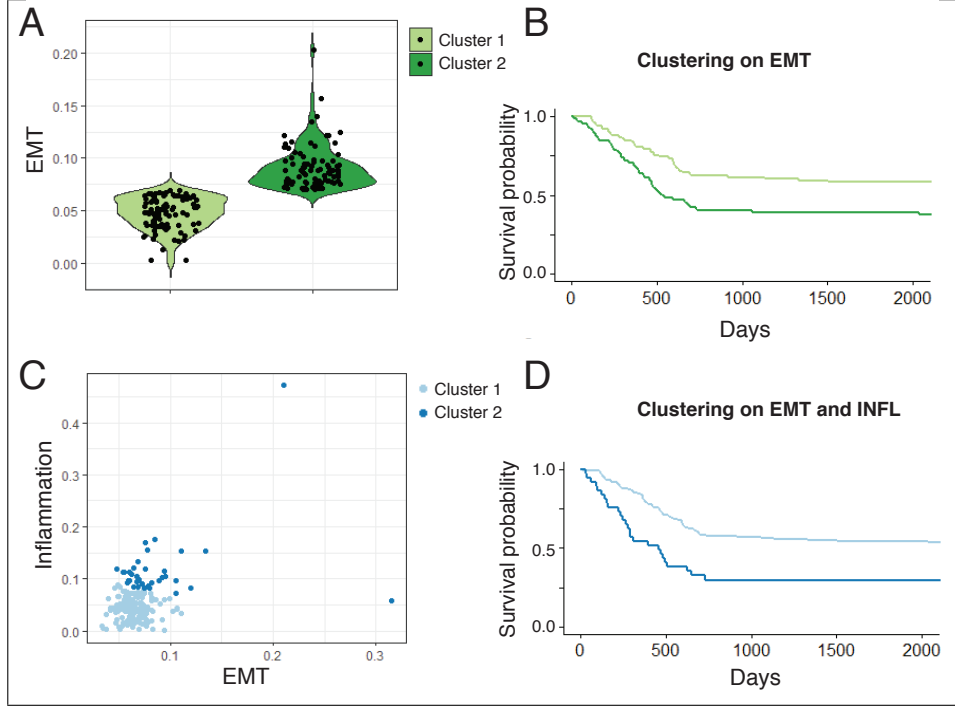 A
0.20
0.15
0.10
0.05
0.00
EMT
Cluster 1
Cluster 2
B
Clustering on EMT
1.0
0.5
0.0
Survival probability
0 500 1000 1500 2000
Days
C
0.4
0.3
0.2
0.1
0.0
Inflammation
0.1 0.2 0.3
EMT
Cluster 1
Cluster 2
D
Clustering on EMT and INFL
1.0
0.5
0.0
Survival probability
0 500 1000 1500 2000
Days